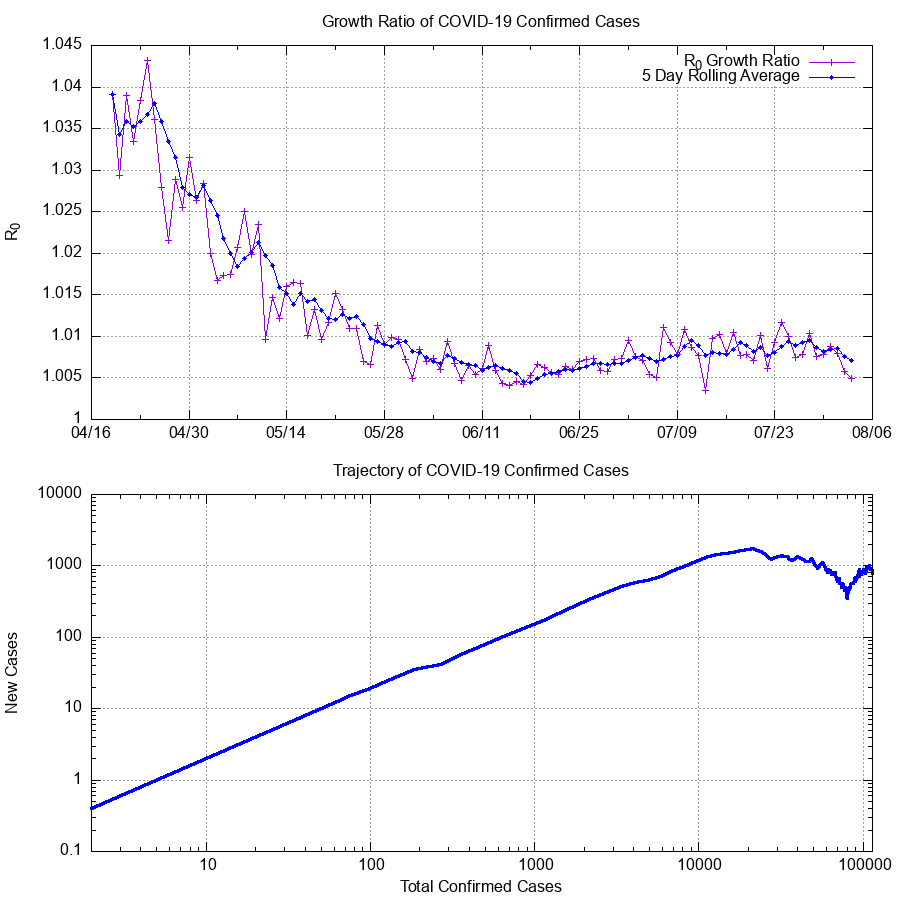 Growth Ratio of COVID-19 Confirmed Cases
R0 Growth Ratio
5 Day Rolling Average
1.045
1.04
1.035
1.03
1.025
1.02
1.015
1.01
1.005
1
R0
04/16 04/30 05/14 05/28 06/11 06/25 07/09 07/23 08/06
Trajectory of COVID-19 Confirmed Cases
10000
1000
100
10
1
0.1
New Cases
10 100 1000 10000 100000
Total Confirmed Cases